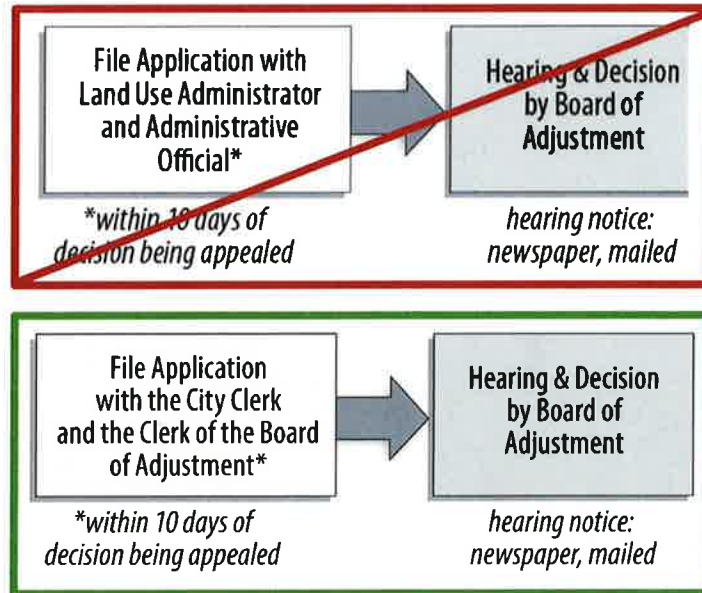 File Application with
Land Use Administrator
and Administrative
Official*
*within 10 days of
decision being appealed
Hearing & Decision
by Board of
Adjustment
hearing notice:
newspaper, mailed
File Application
with the City Clerk
and the Clerk of the Board
of Adjustment*
*within 10 days of
decision being appealed
Hearing & Decision
by Board of
Adjustment
hearing notice:
newspaper, mailed